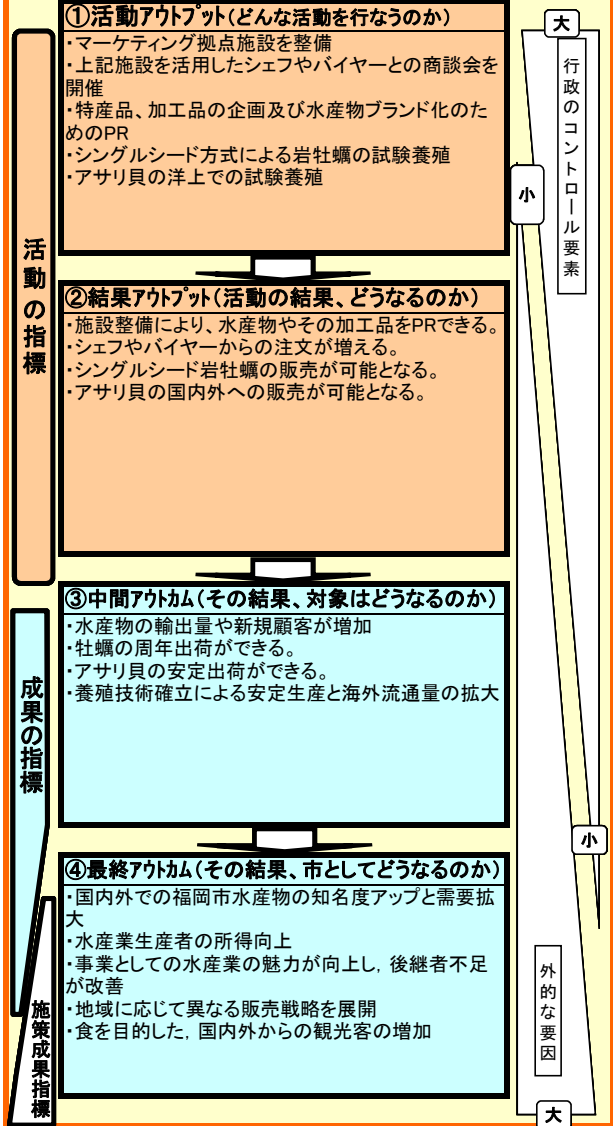 ①活動アウトプット(どんな活動を行なうのか)
・マーケティング拠点施設を整備
・上記施設を活用したシェフやバイヤーとの商談会を
開催
・特産品、加工品の企画及び水産物ブランド化のた
めのPR
・シングルシード方式による岩牡蠣の試験養殖
・アサリ貝の洋上での試験養殖
②結果アウトプット(活動の結果、どうなるのか)
・施設整備により、水産物やその加工品をPRできる。
・シェフやバイヤーからの注文が増える。
・シングルシード岩牡蠣の販売が可能となる。
・アサリ貝の国内外への販売が可能となる。
活動の指標
③中間アウトカム(その結果、対象はどうなるのか)
・水産物の輸出量や新規顧客が増加
・牡蠣の周年出荷ができる。
・アサリ貝の安定出荷ができる。
・養殖技術確立による安定生産と海外流通量の拡大
成果の指標
④最終アウトカム(その結果、市としてどうなるのか)
・国内外での福岡市水産物の知名度アップと需要拡
大
・水産業生産者の所得向上
・事業としての水産業の魅力が向上し，後継者不足
が改善
・地域に応じて異なる販売戦略を展開
・食を目的した，国内外からの観光客の増加
施策成果指標
大
行政のコントロール要素
小
小
外的な要因
大